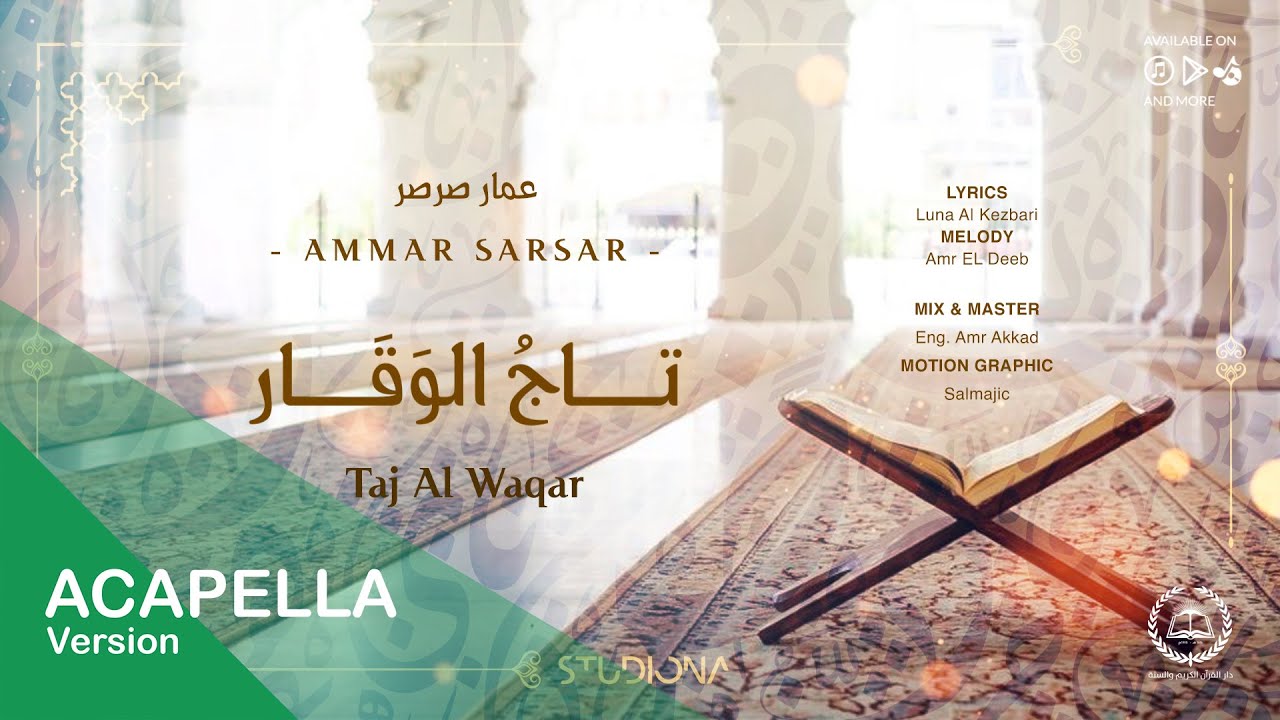 AVAILABLE ON
AND MORE
عمار صرصر
- AMMAR SARSAR -
تـــاجُ الوَقَـــار
Taj Al Waqar
LYRICS
Luna Al Kezbari
MELODY
Amr EL Deeb
MIX & MASTER
Eng. Amr Akkad
MOTION GRAPHIC
Salmajic
ACAPELLA
Version
STUDIONA
دار القرآن الكريم والسنة